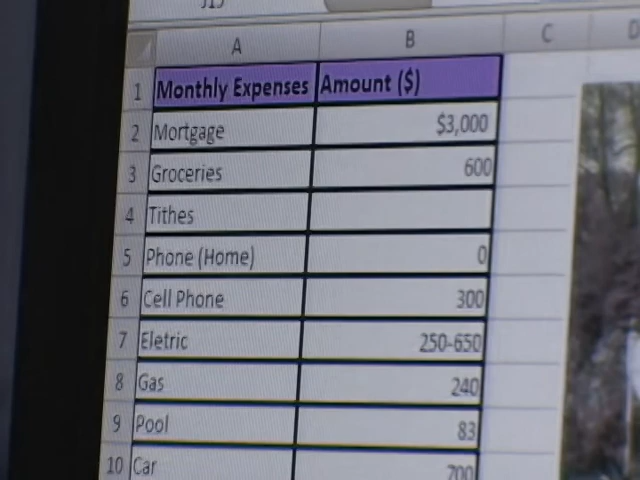 A B C
1 Monthly Expenses Amount ($)
2 Mortgage $3,000
3 Groceries 600
4 Tithes
5 Phone (Home) 0
6 Cell Phone 300
7 Eletric 250-650
8 Gas 240
9 Pool 83
10 Car 700